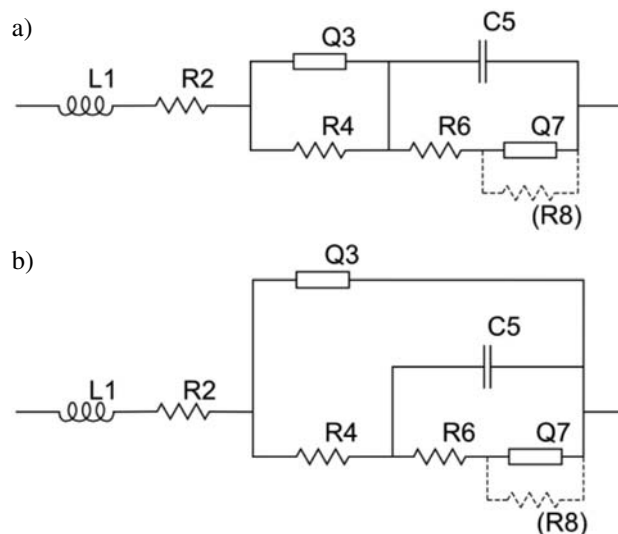 a)
C5
Q3
L1 R2
R4 R6 Q7
(R8)
b)
Q3
C5
L1 R2
R4 R6 Q7
(R8)